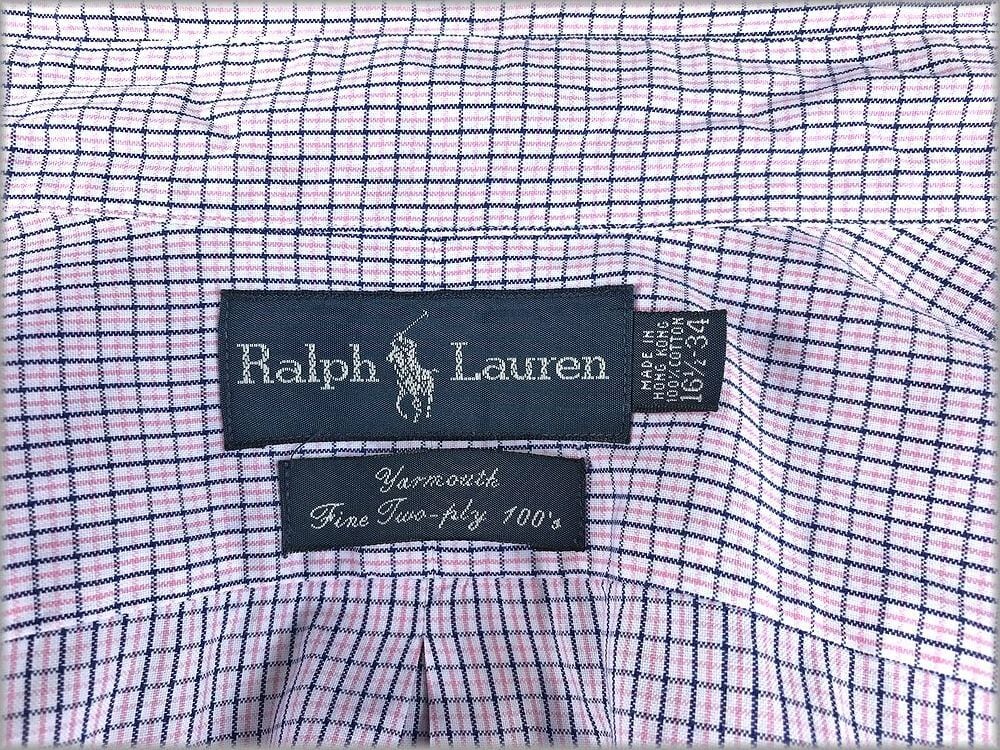 Ralph Lauren
MADE IN
HONG KONG
100% COTTON
16½-34
Yarmouth
Fine Two-ply 100's